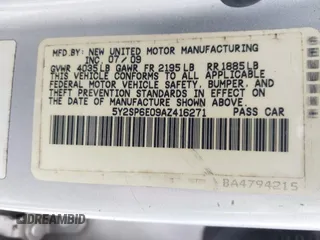 MFD BY: NEW UNITED MOTOR MANUFACTURING
INC. 07/09
GVWR 4035LB GAWR FR 2195LB RR 1885LB
THIS VEHICLE CONFORMS TO ALL APPLICABLE
FEDERAL MOTOR VEHICLE SAFETY, BUMPER, AND
THEFT PREVENTION STANDARDS IN EFFECT ON
THE DATE OF MANUFACTURE SHOWN ABOVE.
5Y2SP6E09AZ416271 PASS CAR
BA4794215
DREAMBID